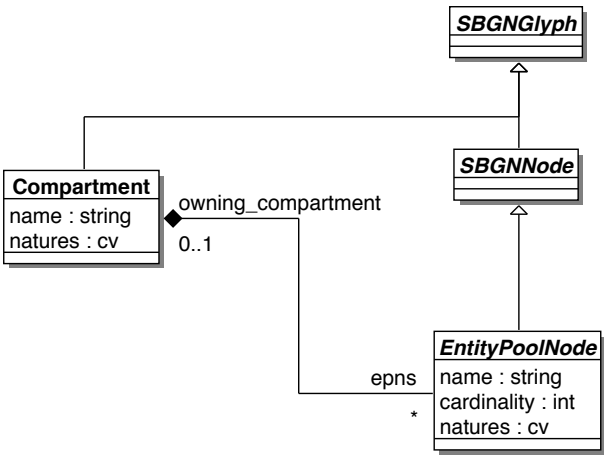 SBGNGlyph
SBGNNode
Compartment
name : string
natures : cv
owning_compartment
0..1
EntityPoolNode
name : string
cardinality : int
natures : cv
epns
*